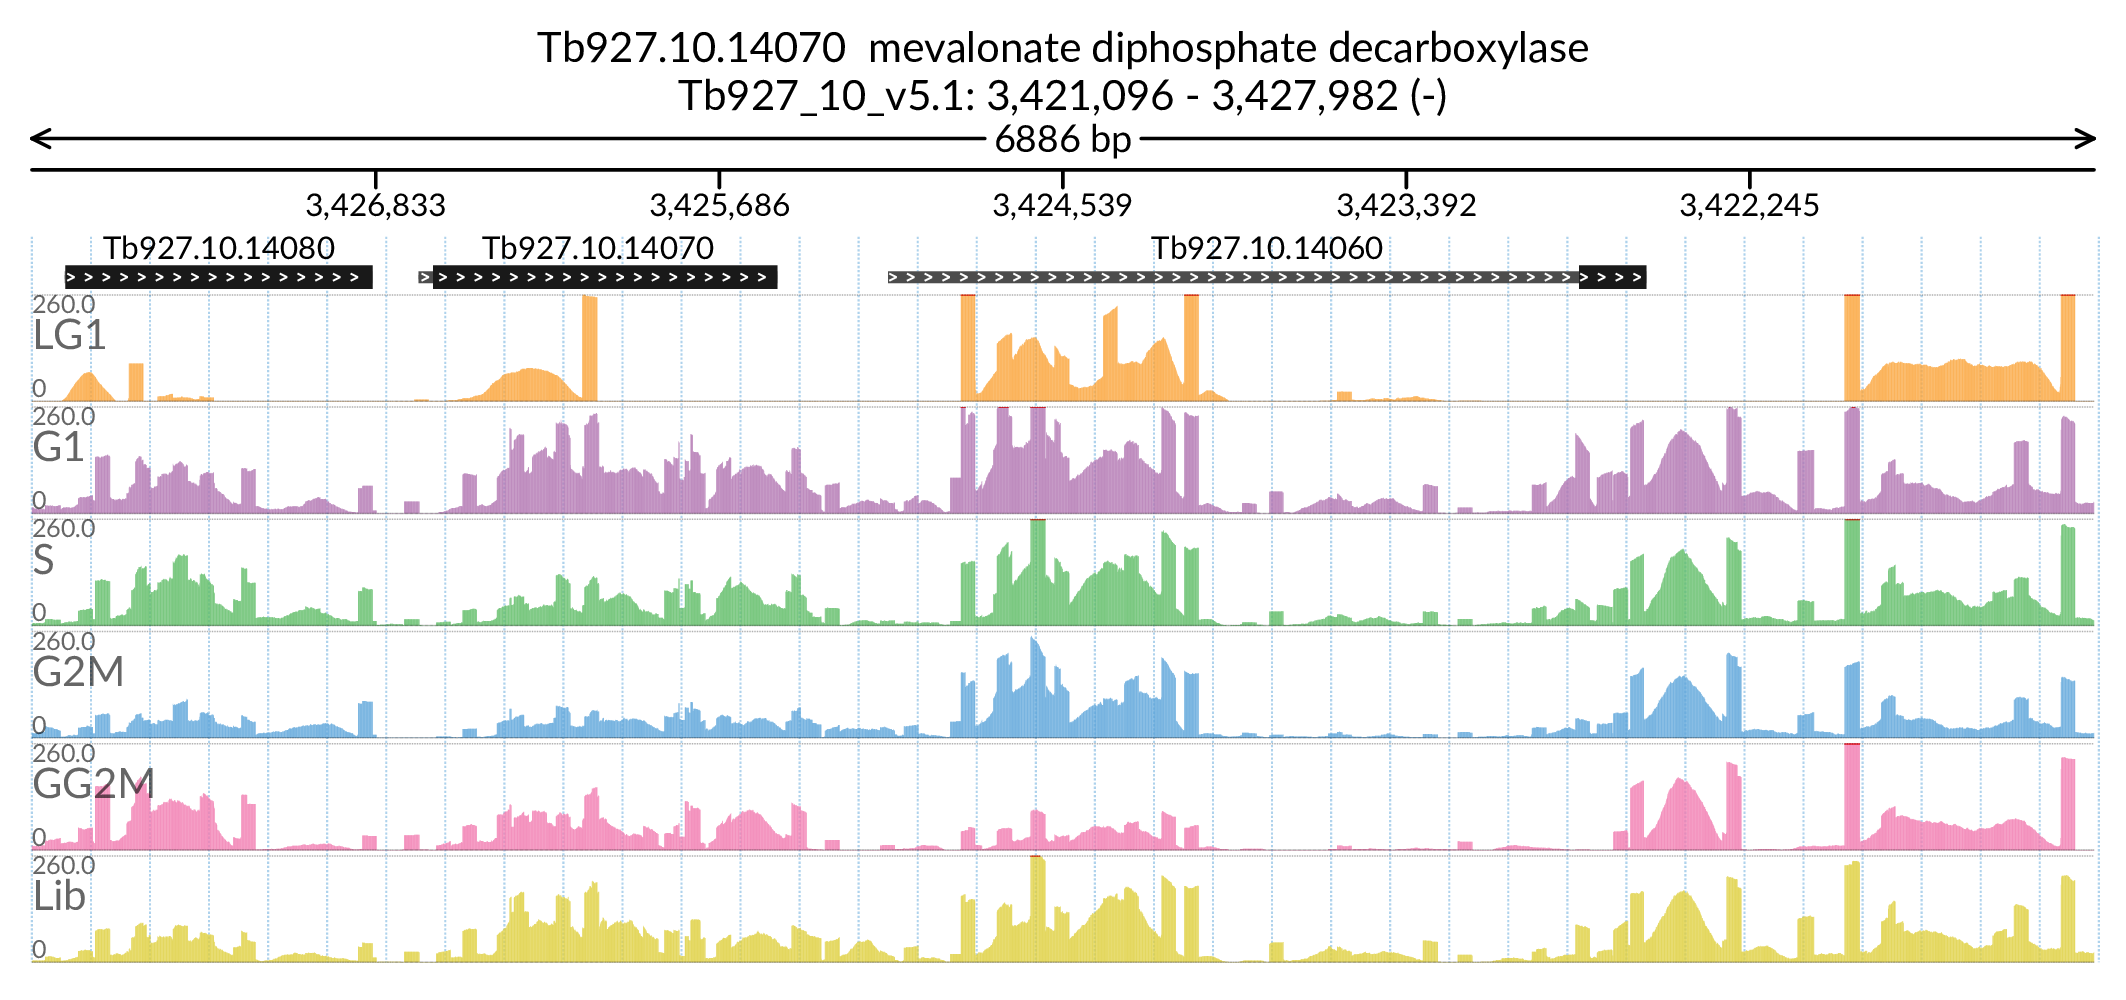 Tb927.10.14070  mevalonate diphosphate decarboxylase
Tb927_10_v5.1: 3,421,096 - 3,427,982 (-)
6886 bp
3,426,833 3,425,686 3,424,539 3,423,392 3,422,245
Tb927.10.14080 Tb927.10.14070 Tb927.10.14060
260.0
LG1
0
260.0
G1
0
260.0
S
0
260.0
G2M
0
260.0
GG2M
0
260.0
Lib
0